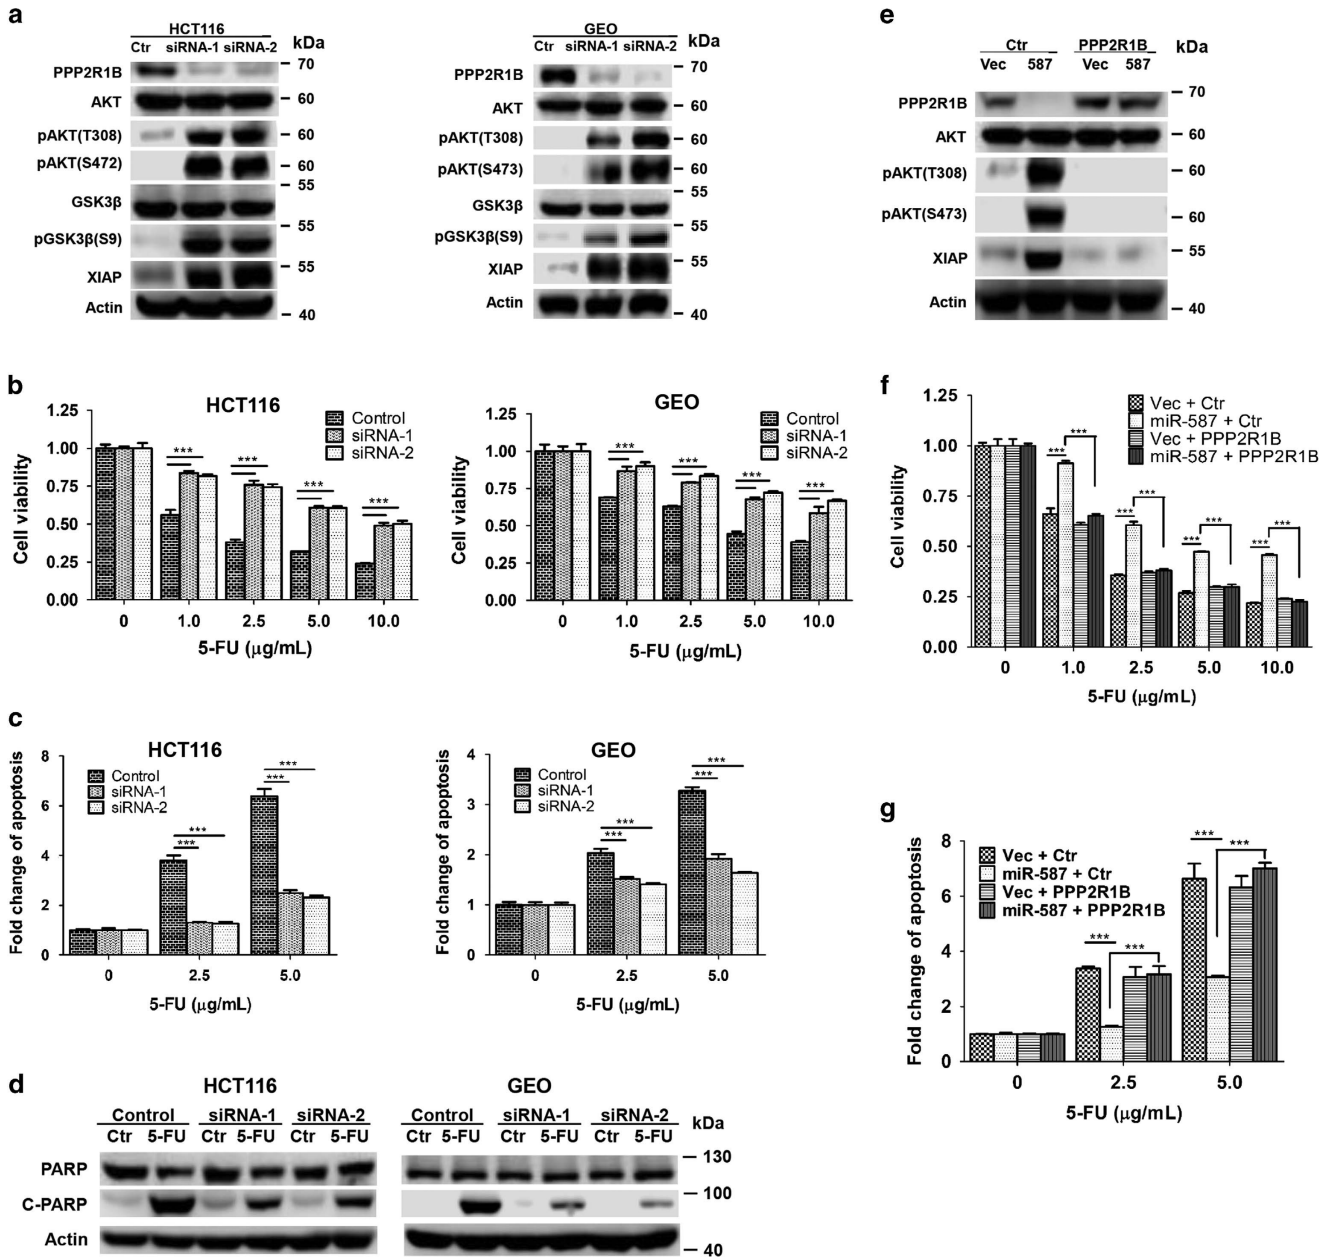 a
HCT116
Ctr siRNA-1 siRNA-2 kDa
PPP2R1B 70
AKT 60
pAKT(T308) 60
pAKT(S472) 60
55
GSK3β
55
pGSK3β(S9)
55
XIAP
Actin
40
GEO
Ctr siRNA-1 siRNA-2 kDa
PPP2R1B 70
AKT 60
pAKT(T308) 60
pAKT(S473) 60
55
GSK3β
55
pGSK3β(S9)
55
XIAP
Actin
40
e
Ctr PPP2R1B kDa
Vec 587 Vec 587
70
PPP2R1B
AKT 60
pAKT(T308) 60
pAKT(S473) 60
55
XIAP
Actin
40
b
HCT116
Control
siRNA-1
siRNA-2
Cell viability
1.25
1.00
0.75
0.50
0.25
0.00
*** *** *** ***
0 1.0 2.5 5.0 10.0
5-FU (μg/mL)
GEO
Control
siRNA-1
siRNA-2
Cell viability
1.25
1.00
0.75
0.50
0.25
0.00
*** *** *** ***
0 1.0 2.5 5.0 10.0
5-FU (μg/mL)
f
Vec + Ctr
miR-587 + Ctr
Vec + PPP2R1B
miR-587 + PPP2R1B
Cell viability
1.25
1.00
0.75
0.50
0.25
0.00
*** *** *** ***
*** *** *** ***
0 1.0 2.5 5.0 10.0
5-FU (μg/mL)
c
HCT116
Control
siRNA-1
siRNA-2
Fold change of apoptosis
8
6
4
2
0
*** ***
*** ***
0 2.5 5.0
5-FU (μg/mL)
GEO
Control
siRNA-1
siRNA-2
Fold change of apoptosis
4
3
2
1
0
*** ***
*** ***
0 2.5 5.0
5-FU (μg/mL)
g
Vec + Ctr
miR-587 + Ctr
Vec + PPP2R1B
miR-587 + PPP2R1B
Fold change of apoptosis
8
6
4
2
0
*** ***
*** ***
0 2.5 5.0
5-FU (μg/mL)
d
HCT116
Control siRNA-1 siRNA-2
Ctr 5-FU Ctr 5-FU Ctr 5-FU
PARP
C-PARP
Actin
GEO
Control siRNA-1 siRNA-2 kDa
Ctr 5-FU Ctr 5-FU Ctr 5-FU
130
100
40